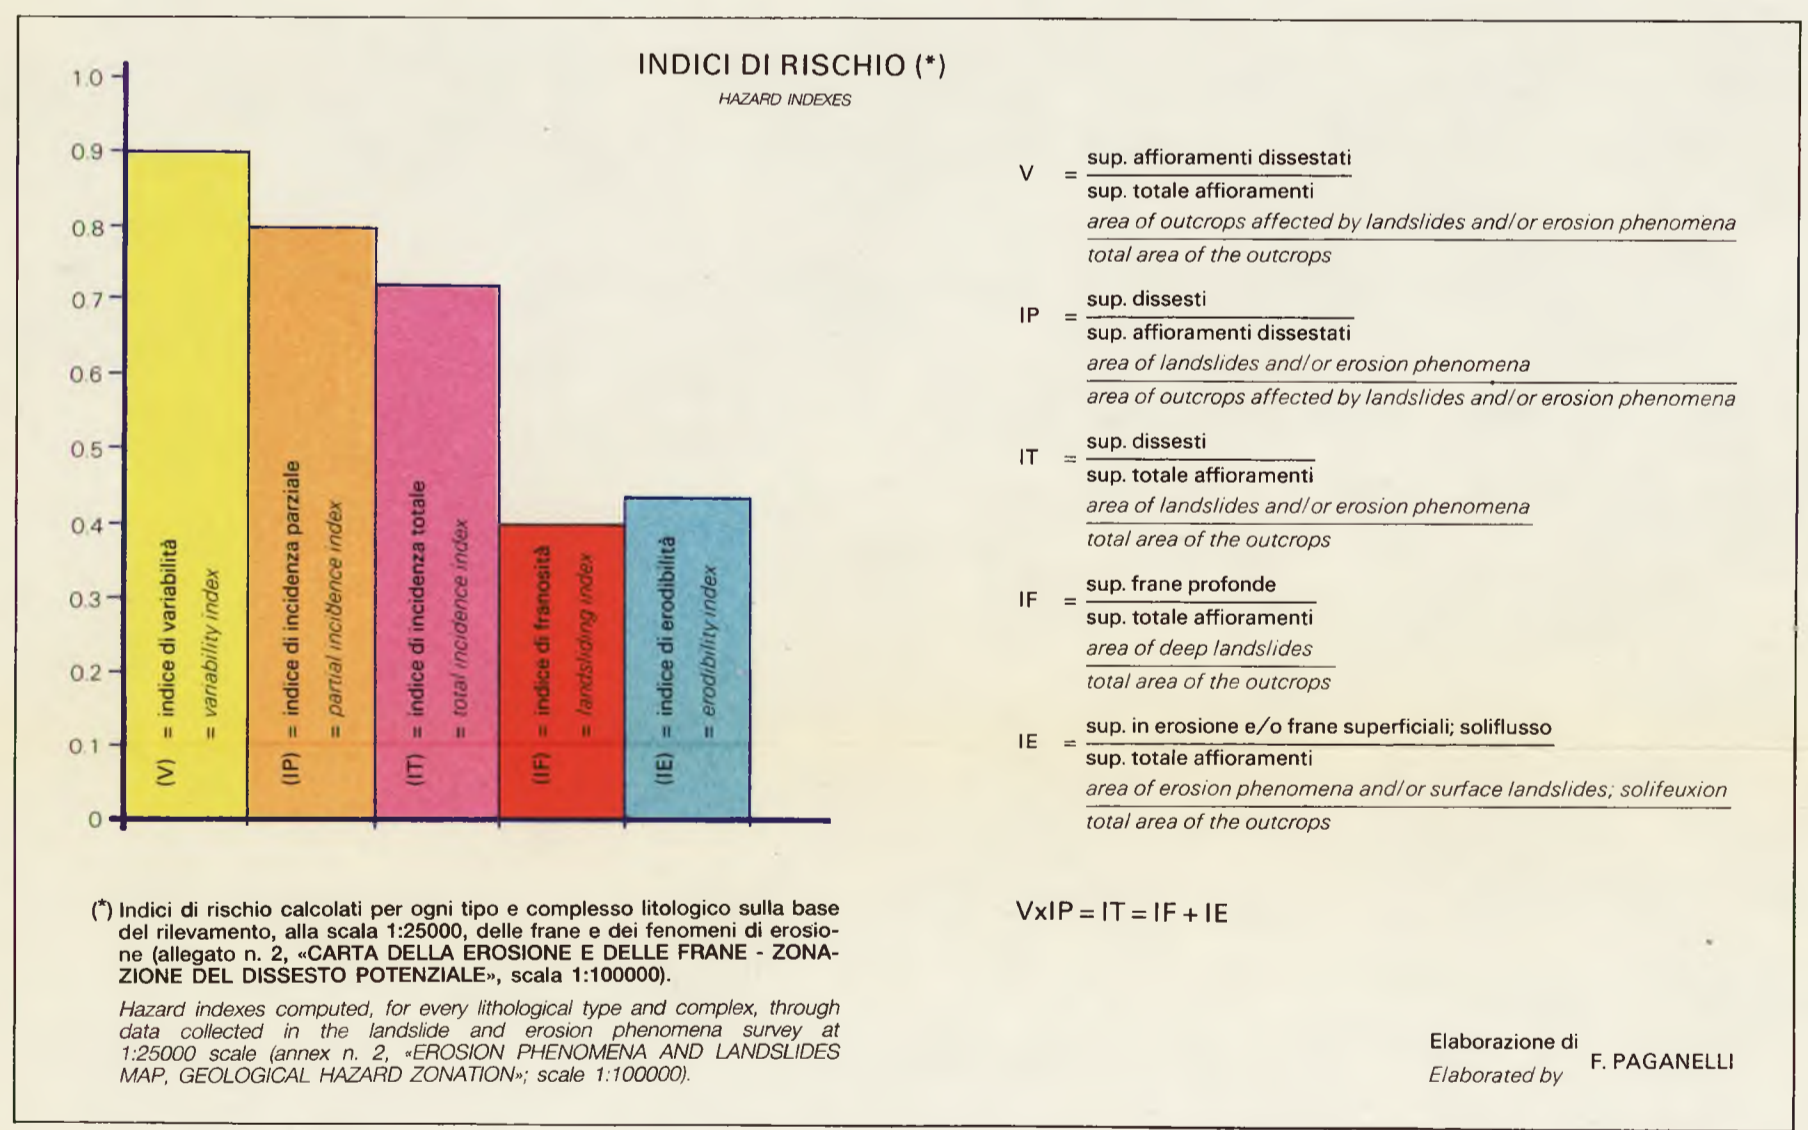 INDICI DI RISCHIO (*)
HAZARD INDEXES
1.0
0.9
0.8
0.7
0.6
0.5
0.4
0.3
0.2
0.1
0
(V) = indice di variabilità
= variability index
(IP) = indice di incidenza parziale
= partial incidence index
(IT) = indice di incidenza totale
= total incidence index
(IF) = indice di franosità
= landsliding index
(IE) = indice di erodibilità
= erodibility index
V = sup. affioramenti dissestati
sup. totale affioramenti
area of outcrops affected by landslides and/or erosion phenomena
total area of the outcrops
IP = sup. dissesti
sup. affioramenti dissestati
area of landslides and/or erosion phenomena
area of outcrops affected by landslides and/or erosion phenomena
IT = sup. dissesti
sup. totale affioramenti
area of landslides and/or erosion phenomena
total area of the outcrops
IF = sup. frane profonde
sup. totale affioramenti
area of deep landslides
total area of the outcrops
IE = sup. in erosione e/o frane superficiali; soliflusso
sup. totale affioramenti
area of erosion phenomena and/or surface landslides; solifeuxion
total area of the outcrops
VxIP = IT = IF + IE
(*) Indici di rischio calcolati per ogni tipo e complesso litologico sulla base
del rilevamento, alla scala 1:25000, delle frane e dei fenomeni di erosio-
ne (allegato n. 2, «CARTA DELLA EROSIONE E DELLE FRANE - ZONA-
ZIONE DEL DISSESTO POTENZIALE», scala 1:100000).
Hazard indexes computed, for every lithological type and complex, through
data collected in the landslide and erosion phenomena survey at
1:25000 scale (annex n. 2, «EROSION PHENOMENA AND LANDSLIDES
MAP, GEOLOGICAL HAZARD ZONATION»; scale 1:100000).
Elaborazione di
Elaborated by
F. PAGANELLI